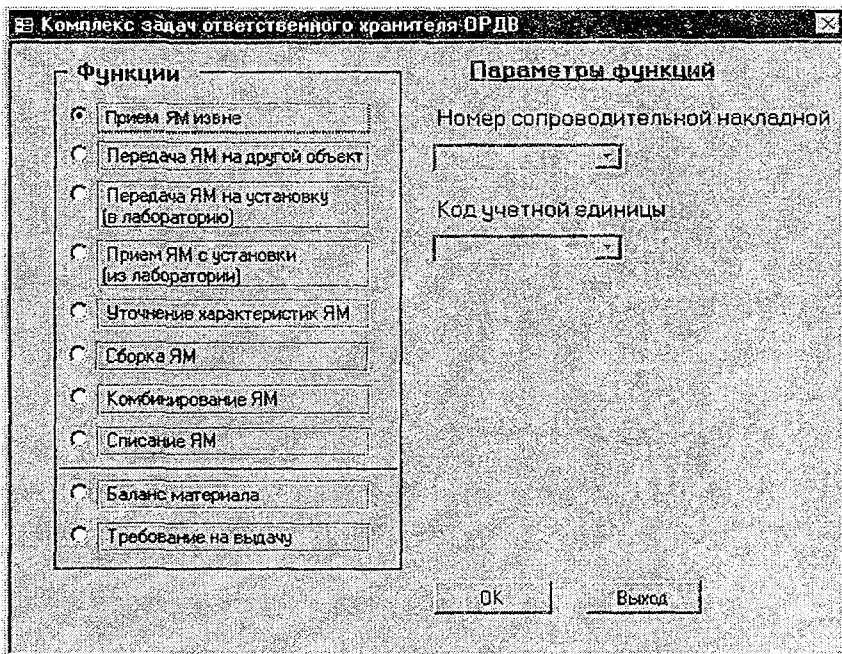 Комплекс задач ответственного хранителя ОРДВ
Функции
Прием ЯМ извне
Передача ЯМ на другой объект
Передача ЯМ на установку
(в лабораторию)
Прием ЯМ с установки
(из лаборатории)
Уточнение характеристик ЯМ
Сборка ЯМ
Комбинирование ЯМ
Списание ЯМ
Баланс материала
Требование на выдачу
Параметры функций
Номер сопроводительной накладной
Код учетной единицы
OK
Выход